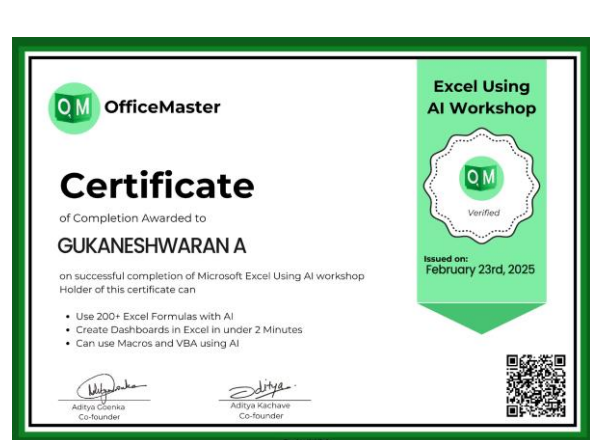 OM OfficeMaster
Excel Using
AI Workshop
OM
Verified
Issued on:
February 23rd, 2025
Certificate
of Completion Awarded to
GUKANESHWARAN A
on successful completion of Microsoft Excel Using AI workshop
Holder of this certificate can
• Use 200+ Excel Formulas with AI
• Create Dashboards in Excel in under 2 Minutes
• Can use Macros and VBA using AI
Aditya Goenka
Co-founder
Aditya
Aditya Kachave
Co-founder